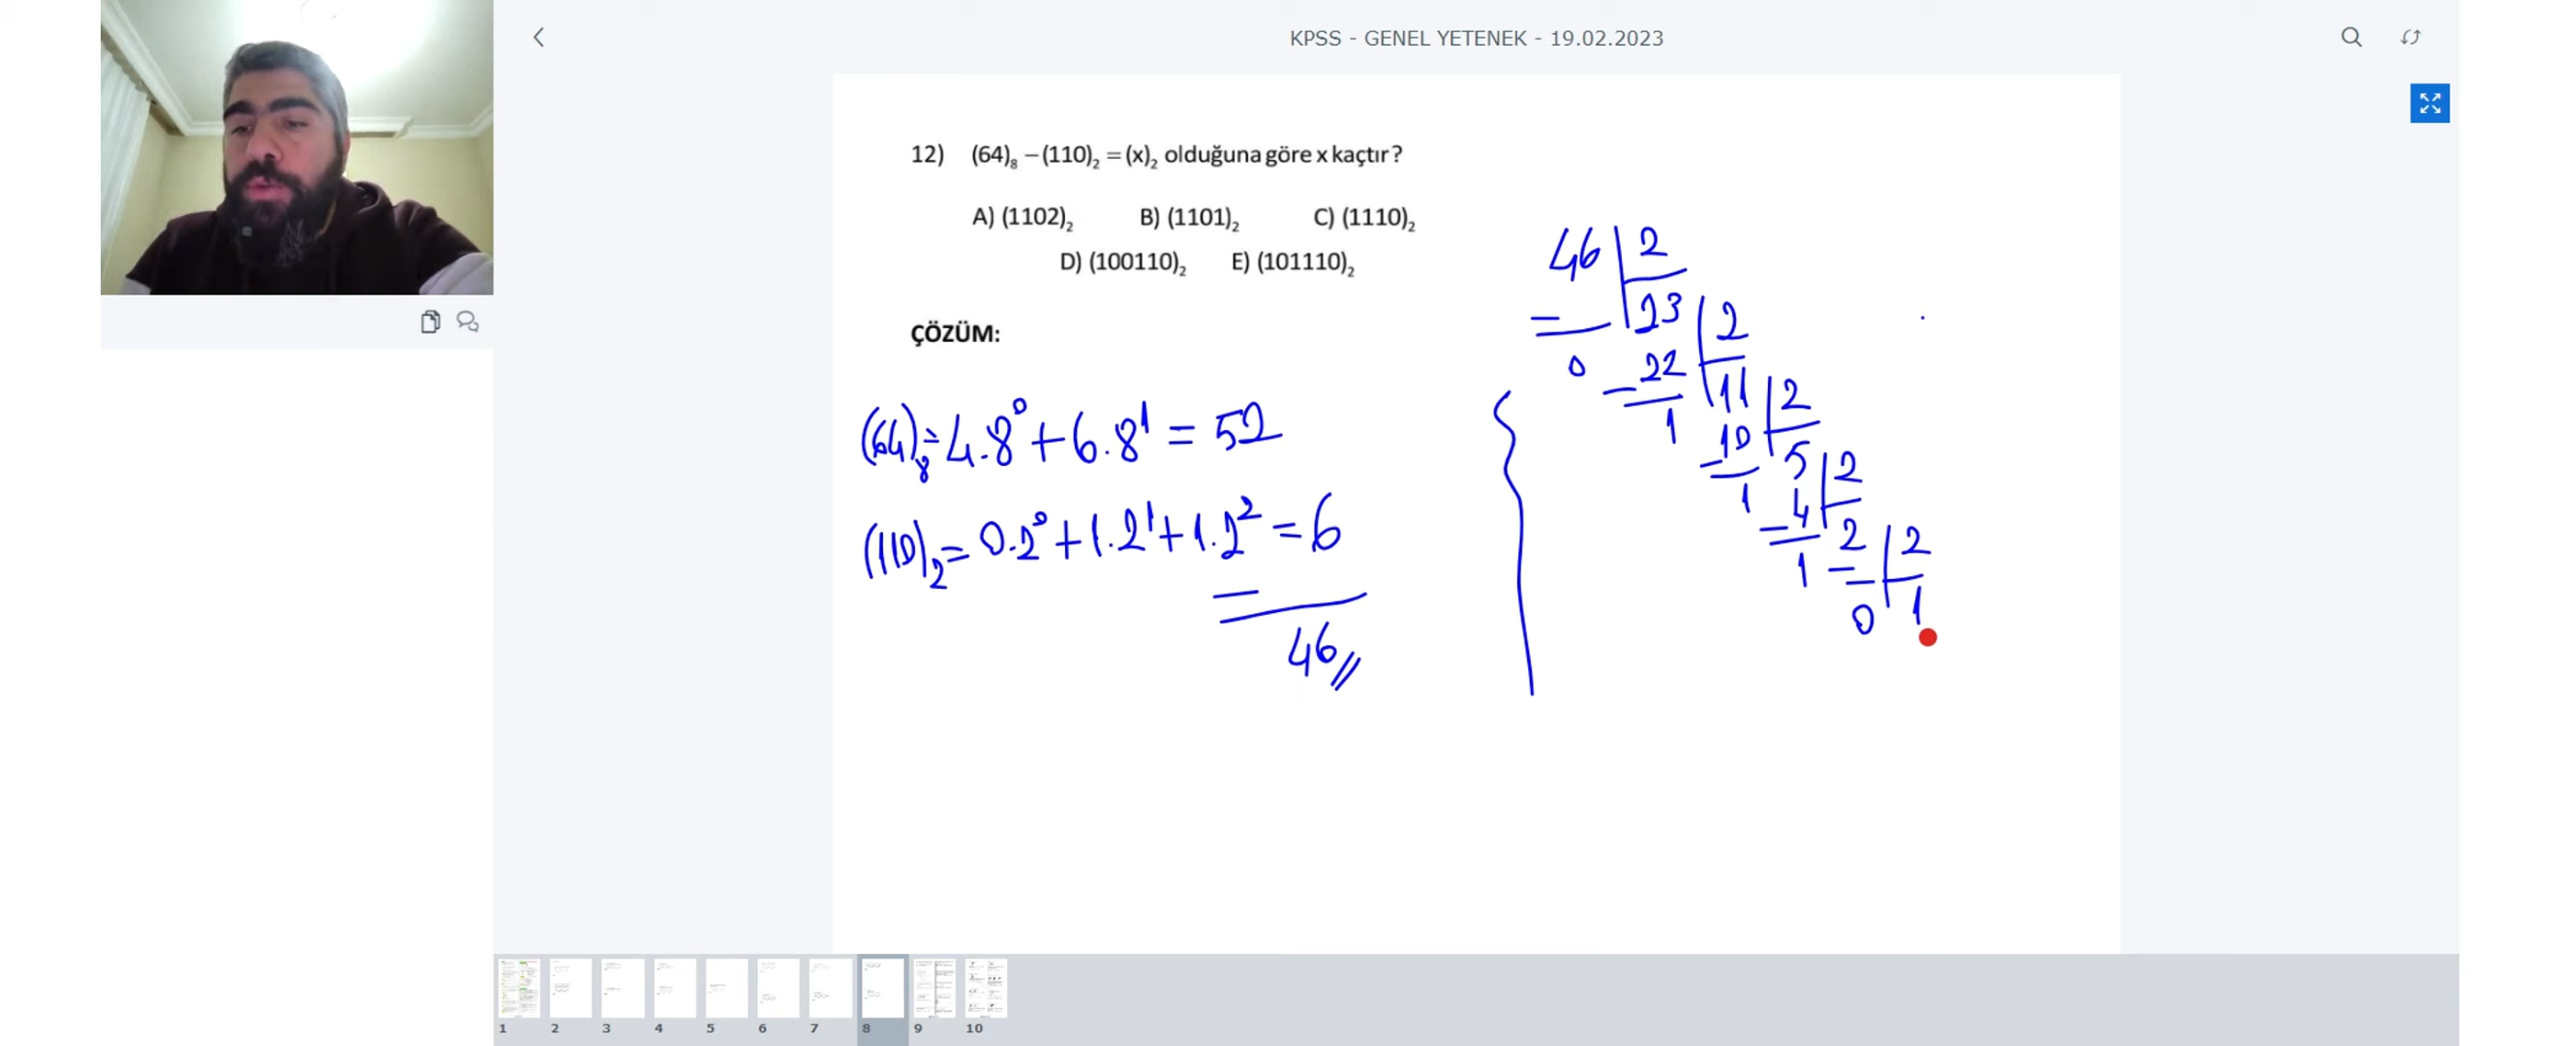 KPSS - GENEL YETENEK - 19.02.2023
12) (64)₈ – (110)₂ = (x)₂ olduğuna göre x kaçtır?
A) (1102)₂ B) (1101)₂ C) (1110)₂
D) (100110)₂ E) (101110)₂
ÇÖZÜM:
(64)₈ = 4.8⁰ + 6.8¹ = 52
(110)₂ = 0.2⁰ + 1.2¹ + 1.2² = 6
46
46 2
23 2
0 22 11 2
1 10 5 2
1 4 2 2
1 0 1
1 2 3 4 5 6 7 8 9 10